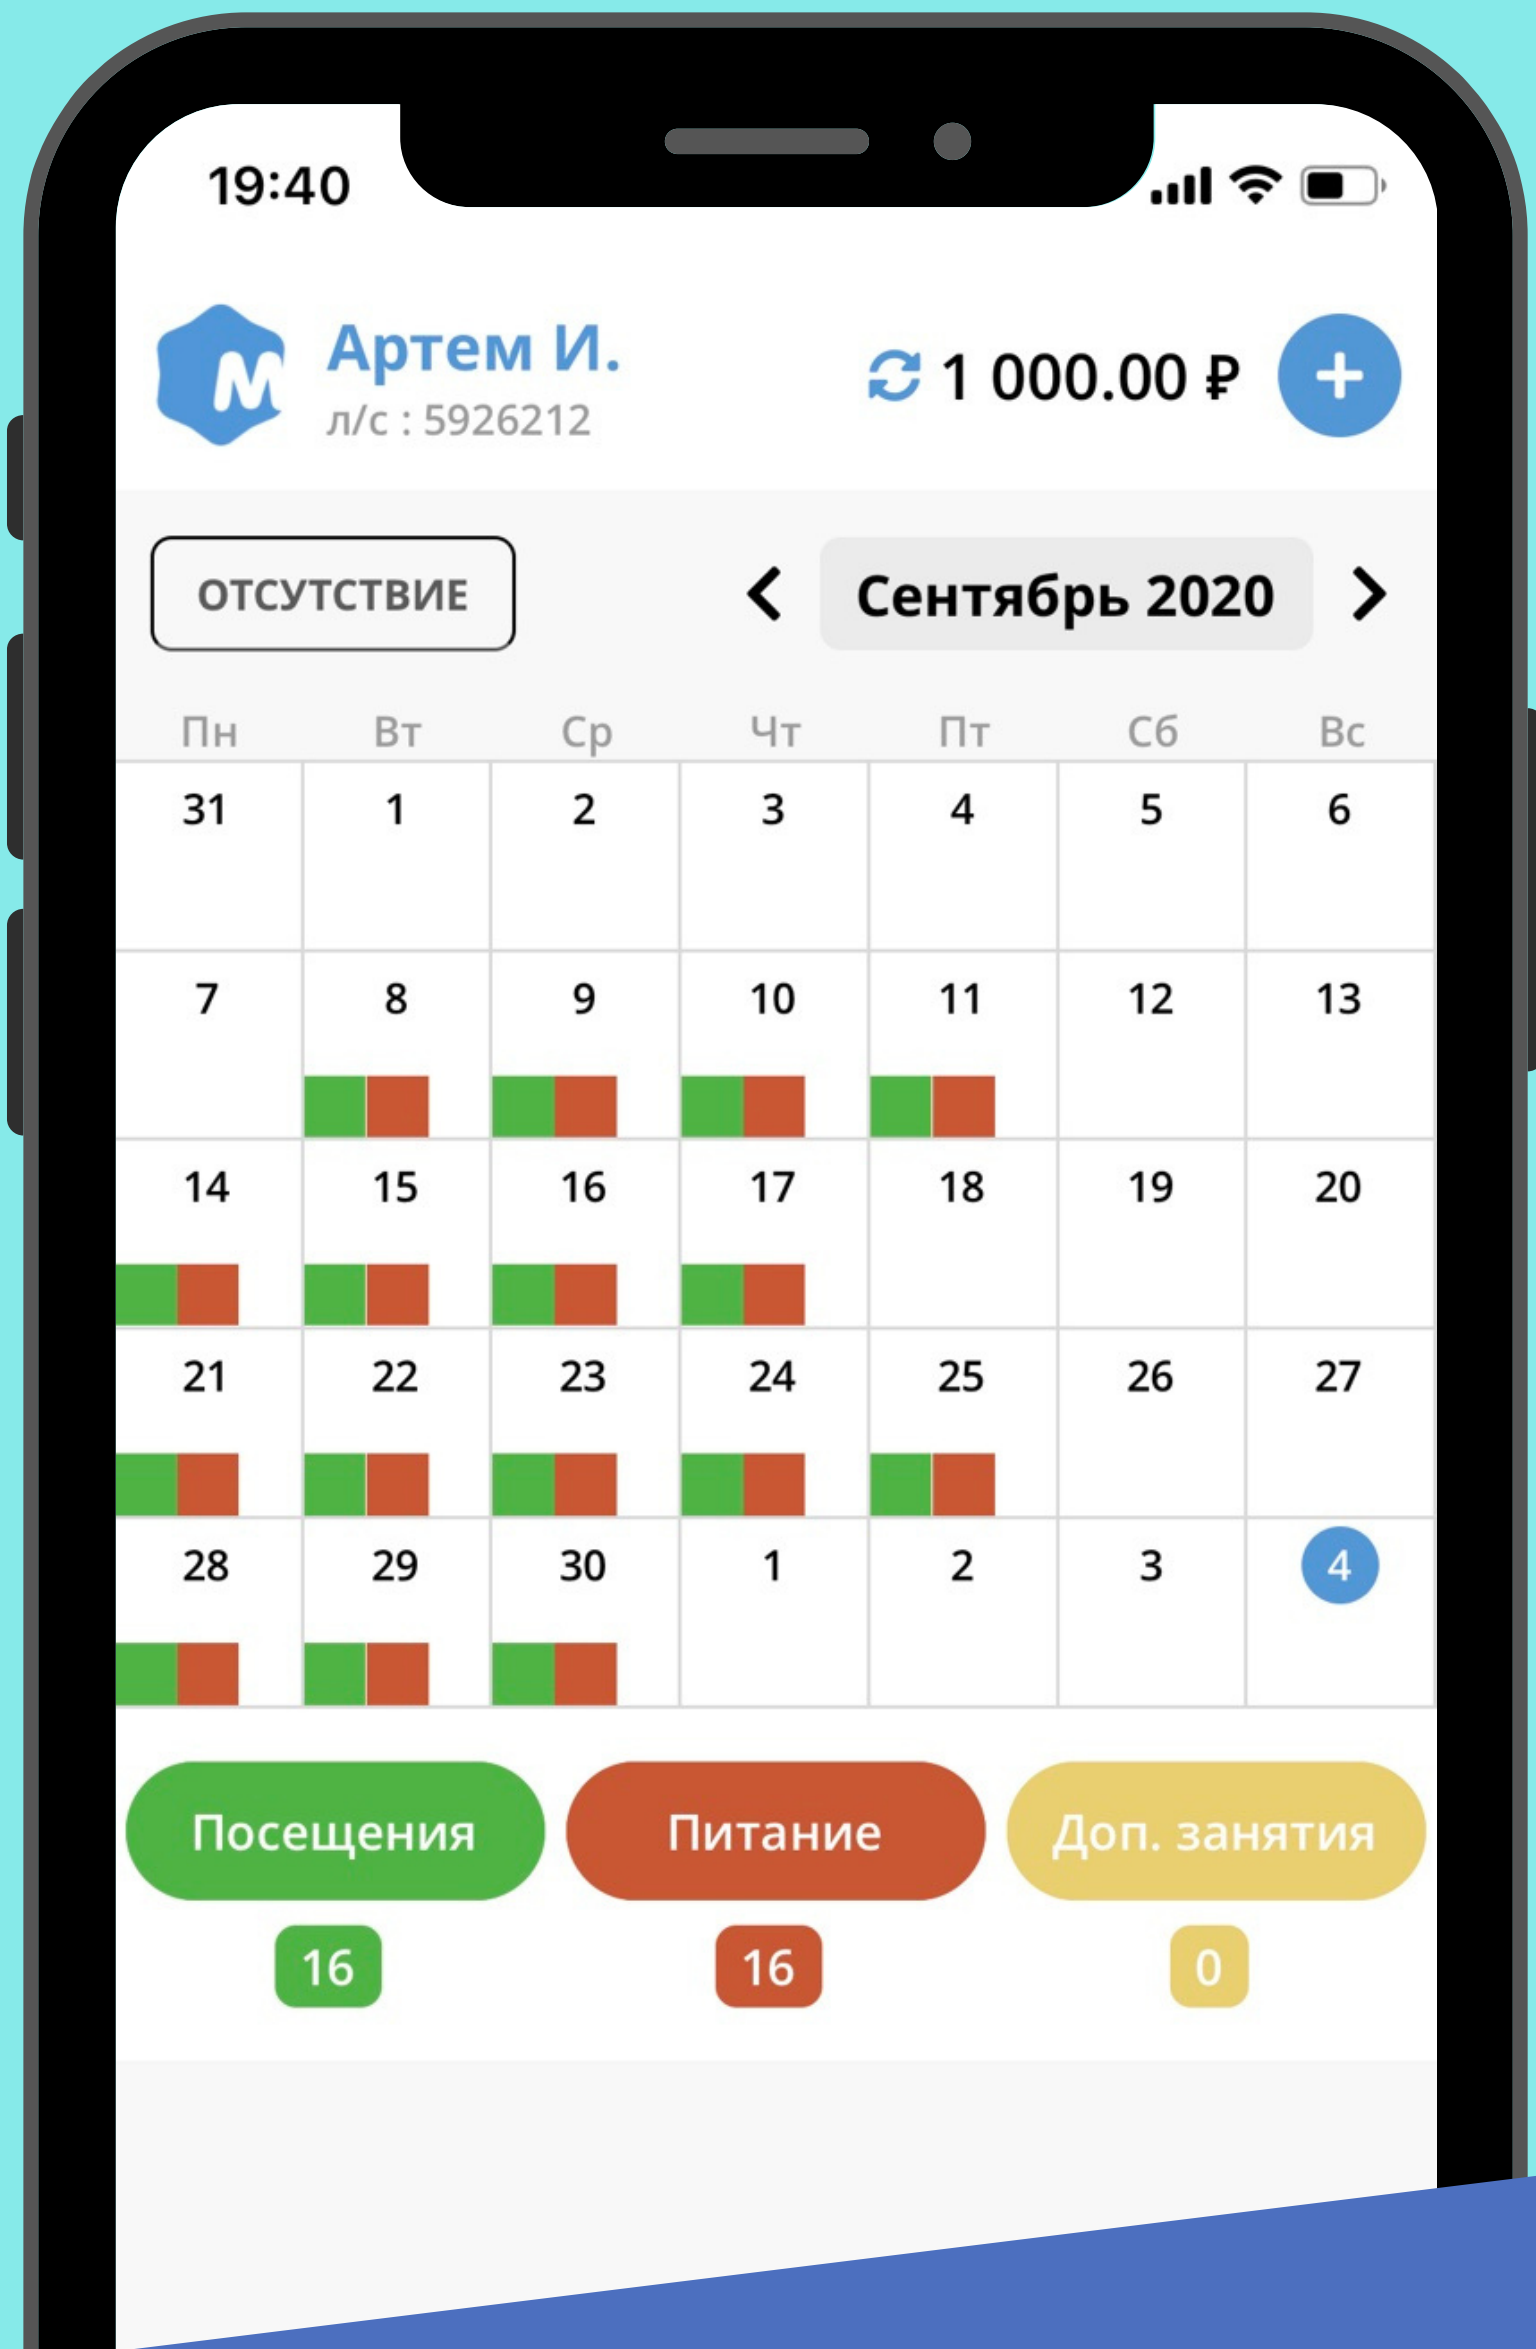 19:40
Артем И.
л/с : 5926212
1 000.00 ₽
M
ОТСУТСТВИЕ
Сентябрь 2020
Пн Вт Ср Чт Пт Сб Вс
31 1 2 3 4 5 6
7 8 9 10 11 12 13
14 15 16 17 18 19 20
21 22 23 24 25 26 27
28 29 30 1 2 3 4
Посещения Питание Доп. занятия
16 16 0